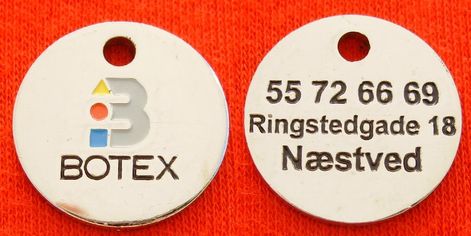 BOTEX
55 72 66 69
Ringstedgade 18
Næstved